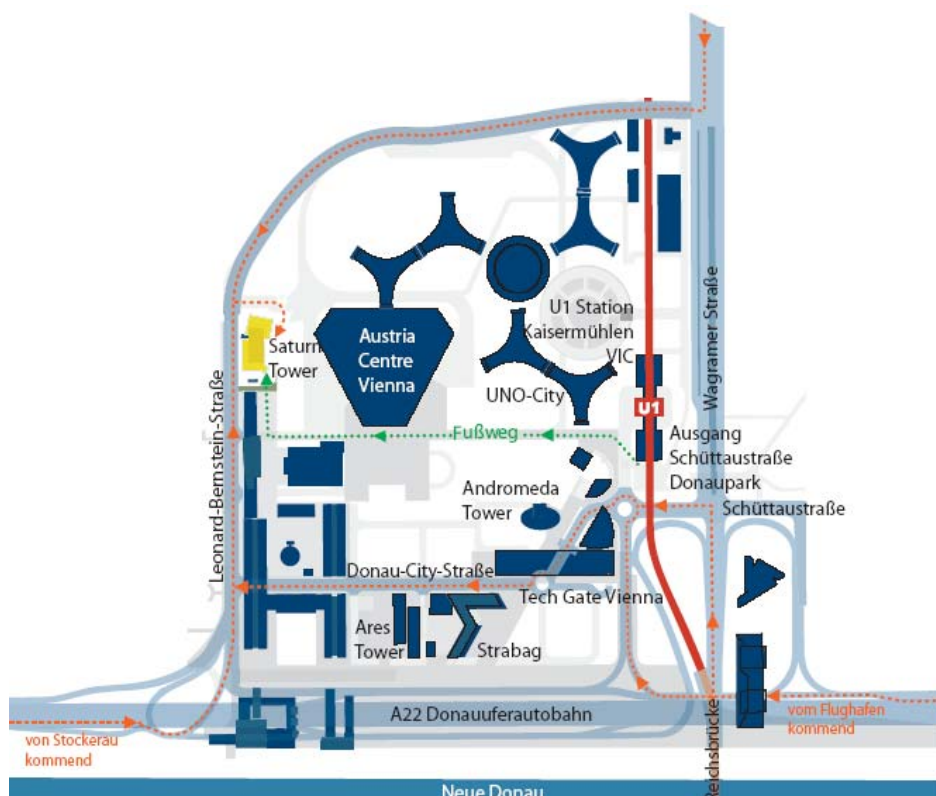 U1 Station
Kaisermühlen
VIC
Wagramer Straße
Austria
Centre
Vienna
Saturn
Tower
UNO-City
U1
Leonard-Bernstein-Straße
Fußweg
Ausgang
Schüttaustraße
Donaupark
Schüttaustraße
Andromeda
Tower
Donau-City-Straße
Tech Gate Vienna
Ares
Tower
Strabag
A22 Donauuferautobahn
vom Flughafen
kommend
von Stockerau
kommend
Reichsbrücke
Neue Donau